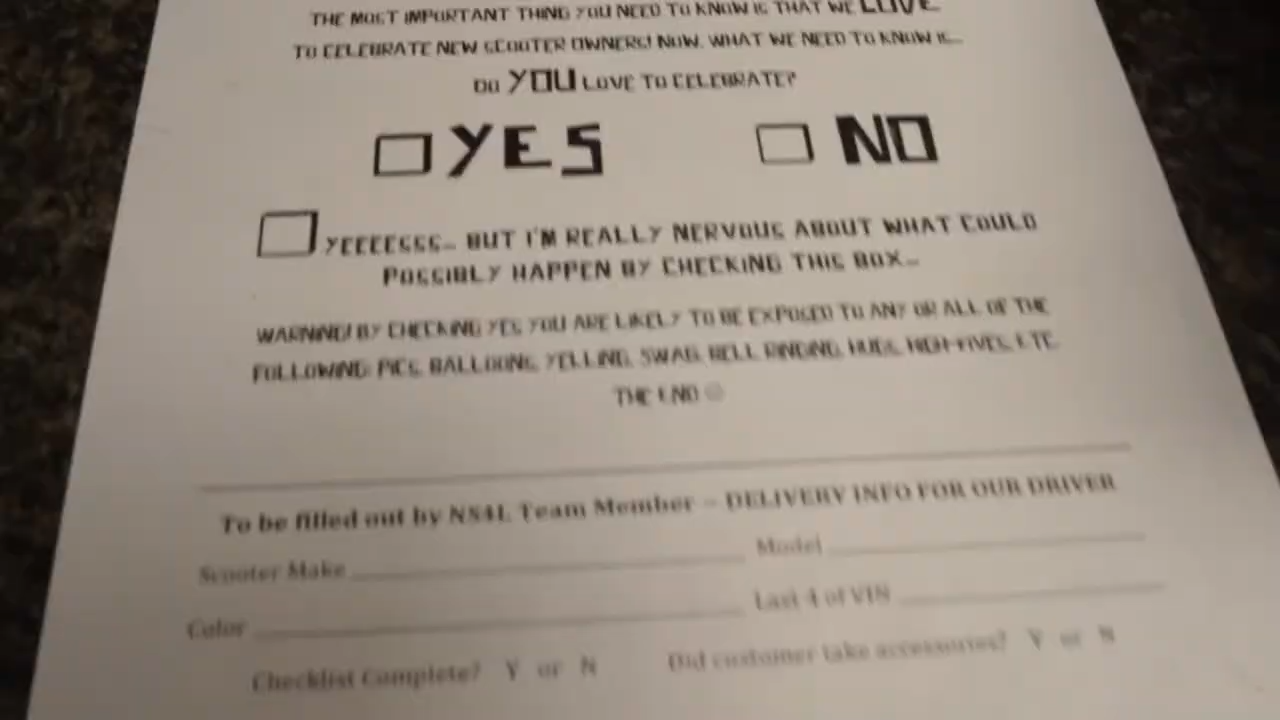 THE MOST IMPORTANT THING YOU NEED TO KNOW IS THAT WE LOVE
TO CELEBRATE NEW SCOOTER OWNERS! NOW, WHAT WE NEED TO KNOW IS...
DO YOU LOVE TO CELEBRATE?
YES NO
YEEEESSS... BUT I'M REALLY NERVOUS ABOUT WHAT COULD
POSSIBLY HAPPEN BY CHECKING THIS BOX...
WARNING! BY CHECKING YES YOU ARE LIKELY TO BE EXPOSED TO ANY OR ALL OF THE
FOLLOWING: PICS, BALLOONS, YELLING, SWAG, BELL RINGING, HUGS, HIGH-FIVES, ETC.
THE END ☺
To be filled out by NS4L Team Member – DELIVERY INFO FOR OUR DRIVER
Scooter Make Model
Color Last 4 of VIN
Checklist Complete? Y or N Did customer take accessories? Y or N